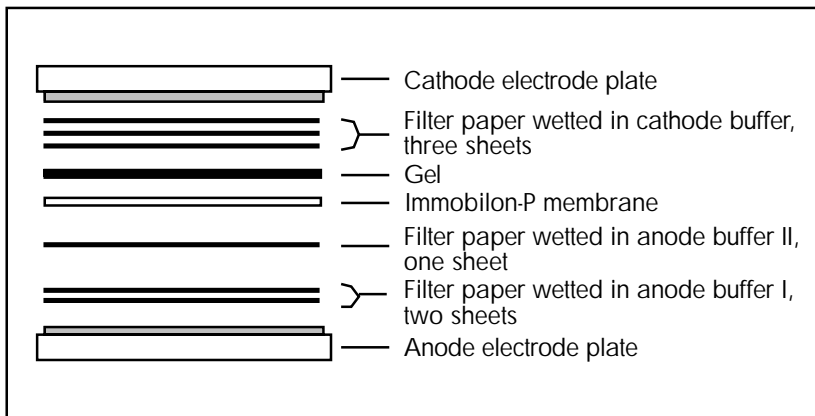 Cathode electrode plate
Filter paper wetted in cathode buffer,
three sheets
Gel
Immobilon-P membrane
Filter paper wetted in anode buffer II,
one sheet
Filter paper wetted in anode buffer I,
two sheets
Anode electrode plate